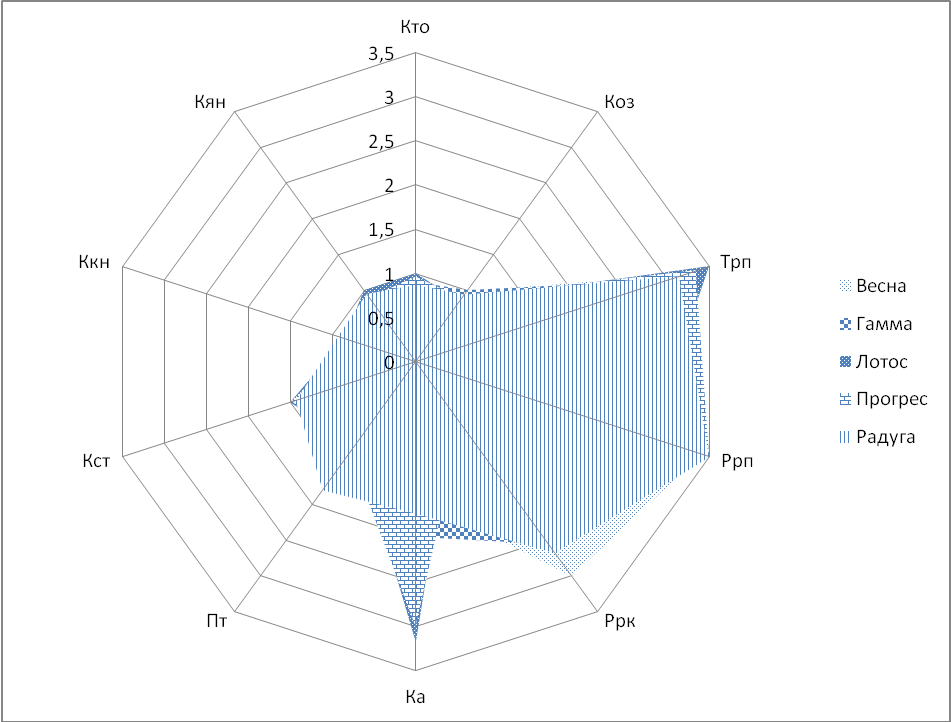 Кто
3,5
Кян
Коз
3
2,5
2
1,5
Ккн
Трп
1
0,5
0
Весна
Гамма
Лотос
Прогрес
Радуга
Кст
Ррп
Пт
Ррк
Ка